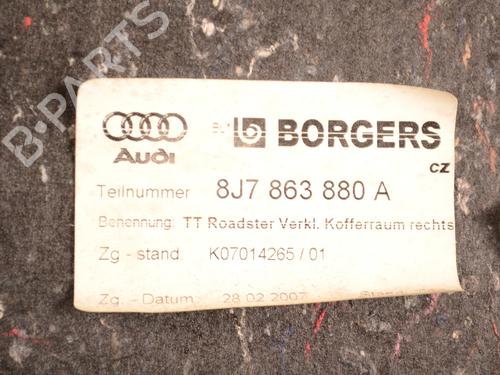 B-PARTS
Audi
BORGERS
CZ
Teilnummer 8J7 863 880 A
Benennung: TT Roadster Verkl. Kofferraum rechts
Zg - stand K07014265 / 01
Zg. - Datum 28.02.2007